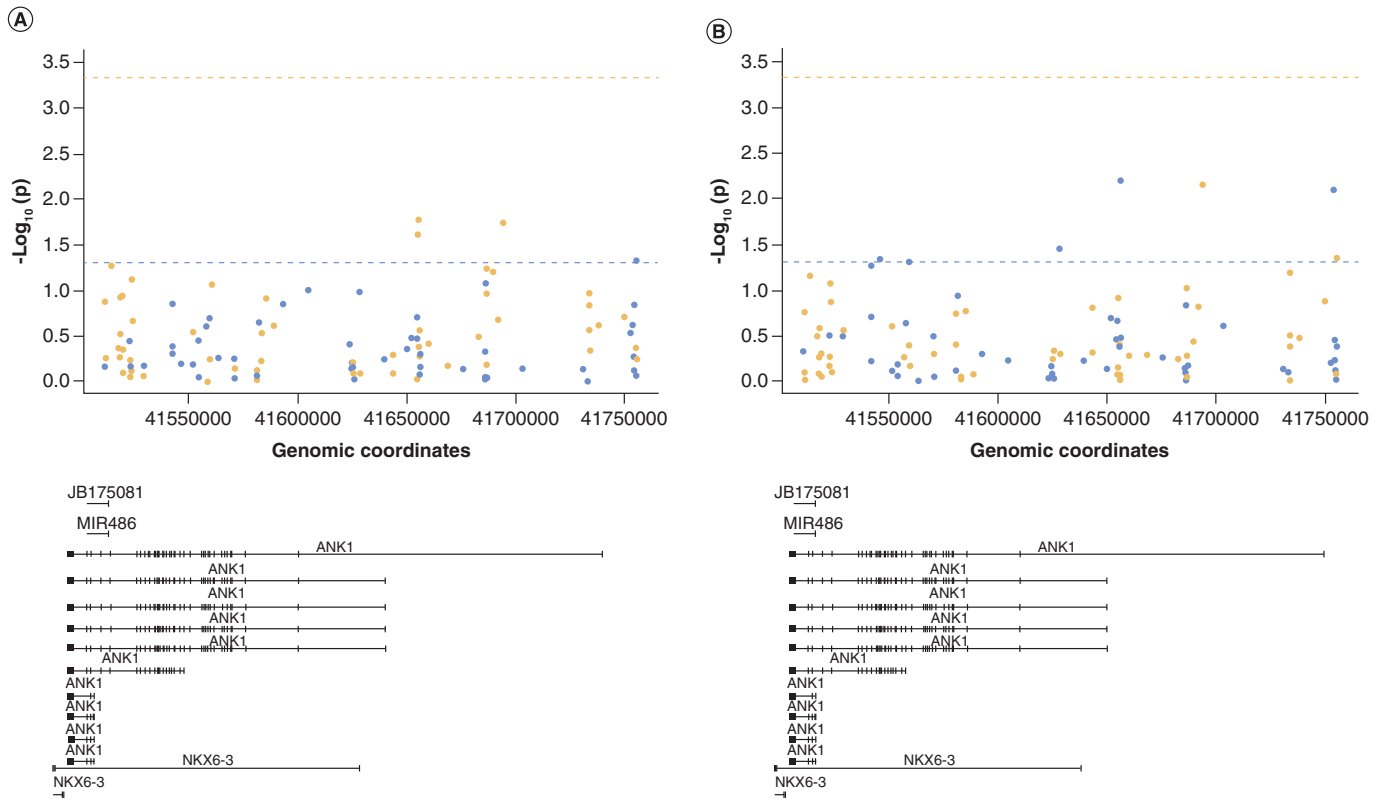 A
3.5
3.0
2.5
2.0
1.5
1.0
0.5
0.0
-Log10 (p)
41550000 41600000 41650000 41700000 41750000
Genomic coordinates
JB175081
MIR486
ANK1
ANK1
ANK1
ANK1
ANK1
ANK1
ANK1
ANK1
ANK1
ANK1
NKX6-3
NKX6-3
B
3.5
3.0
2.5
2.0
1.5
1.0
0.5
0.0
-Log10 (p)
41550000 41600000 41650000 41700000 41750000
Genomic coordinates
JB175081
MIR486
ANK1
ANK1
ANK1
ANK1
ANK1
ANK1
ANK1
ANK1
ANK1
ANK1
NKX6-3
NKX6-3